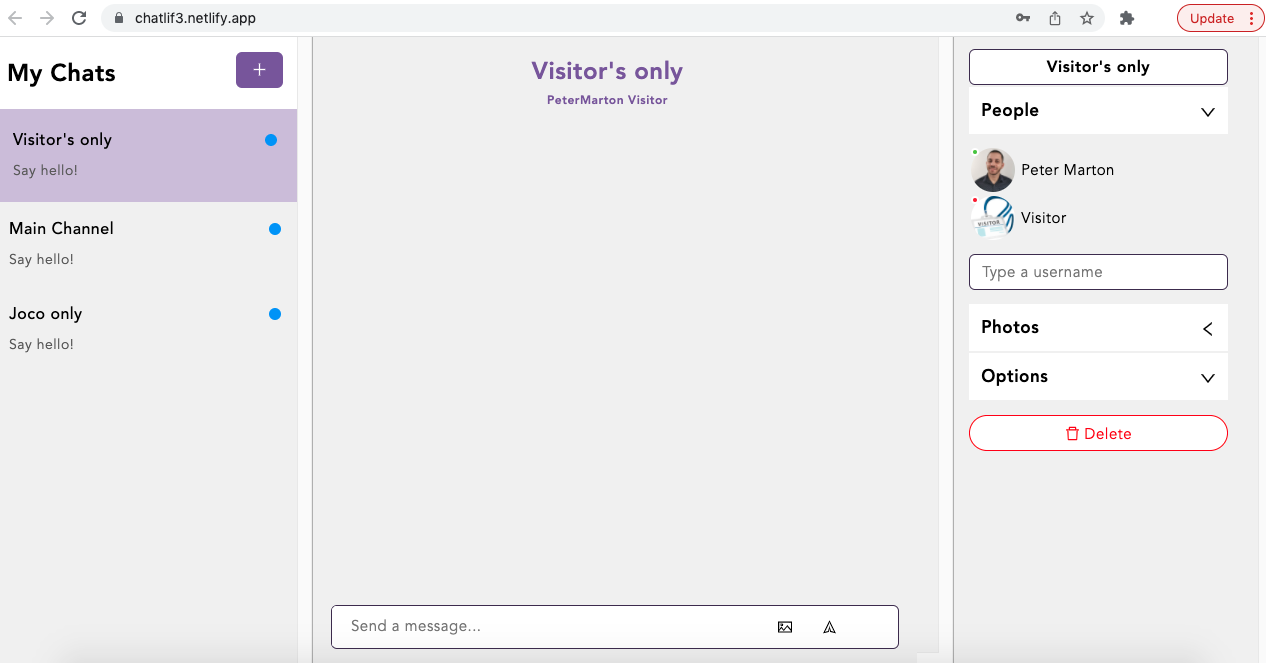 chatlif3.netlify.app
Update
My Chats
+
Visitor's only
Say hello!
Main Channel
Say hello!
Joco only
Say hello!
Visitor's only
PeterMarton Visitor
Send a message...
Visitor's only
People
Peter Marton
VISITOR
Visitor
Type a username
Photos
Options
Delete